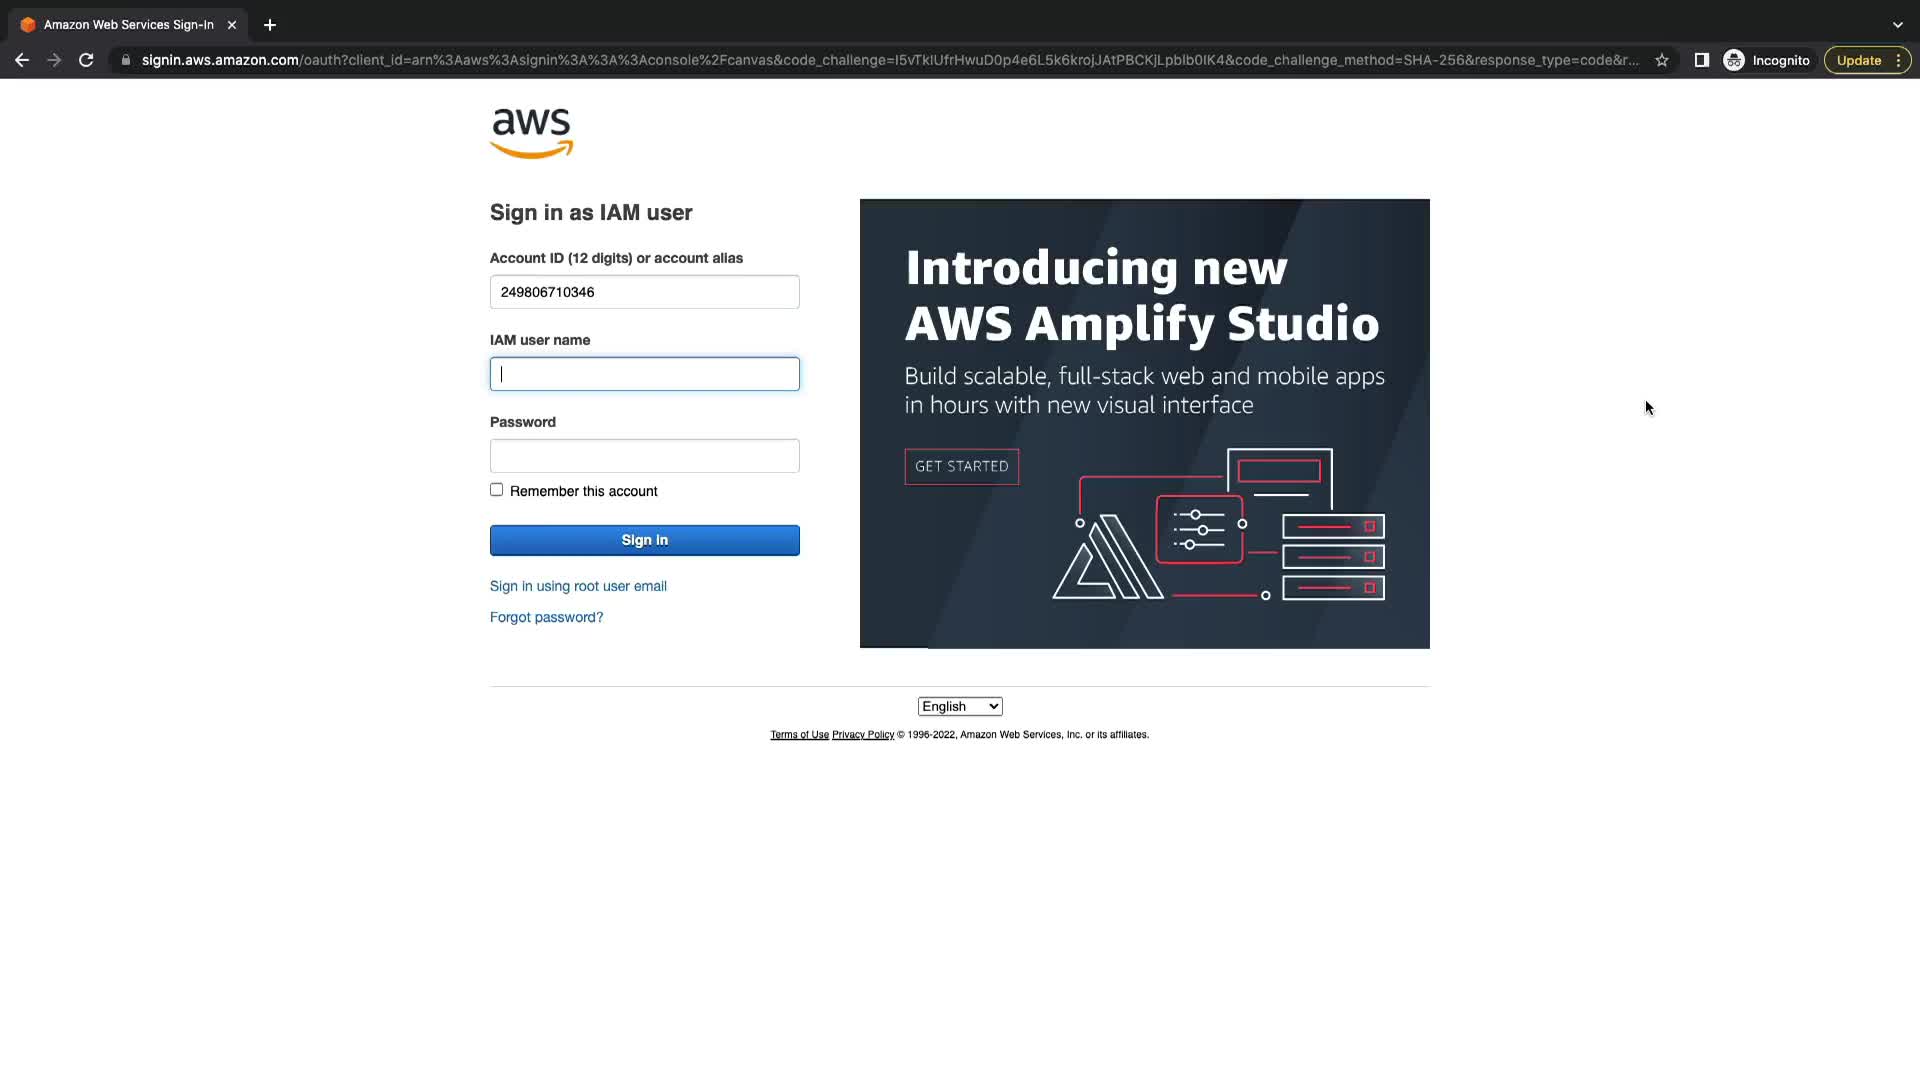 Amazon Web Services Sign-In
signin.aws.amazon.com/oauth?client_id=arn%3Aaws%3Asignin%3A%3A%3Aconsole%2Fcanvas&code_challenge=I5vTklUfrHwuD0p4e6L5k6krojJAtPBCKjLpbIb0IK4&code_challenge_method=SHA-256&response_type=code&r...
Incognito
Update
aws
Sign in as IAM user
Account ID (12 digits) or account alias
249806710346
IAM user name
Password
Remember this account
Sign in
Sign in using root user email
Forgot password?
Introducing new
AWS Amplify Studio
Build scalable, full-stack web and mobile apps
in hours with new visual interface
GET STARTED
English
Terms of Use Privacy Policy © 1996-2022, Amazon Web Services, Inc. or its affiliates.